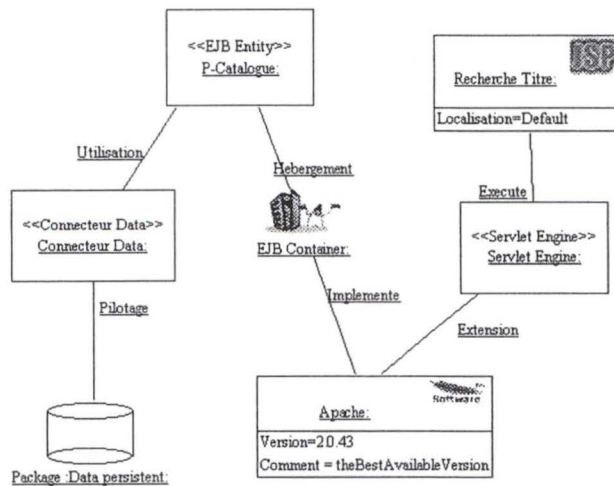 <<EJB Entity>>
P-Catalogue:
JSP
Recherche Titre:
Localisation=Default
Utilisation
Hebergement
Execute
<<Connecteur Data>>
Connecteur Data:
EJB Container:
<<Servlet Engine>>
Servlet Engine:
Pilotage
Implemente
Extension
Software
Apache:
Version=2.0.43
Comment = theBestAvailableVersion
Package :Data persistent: